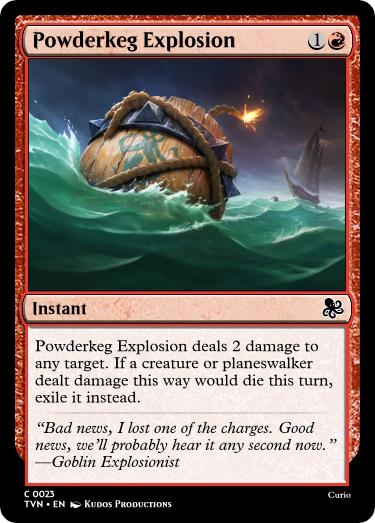 Powderkeg Explosion 1
Instant
Powderkeg Explosion deals 2 damage to
any target. If a creature or planeswalker
dealt damage this way would die this turn,
exile it instead.
“Bad news, I lost one of the charges. Good
news, we’ll probably hear it any second now.”
—Goblin Explosionist
C 0023
TVN • EN Kudos Productions
Curio